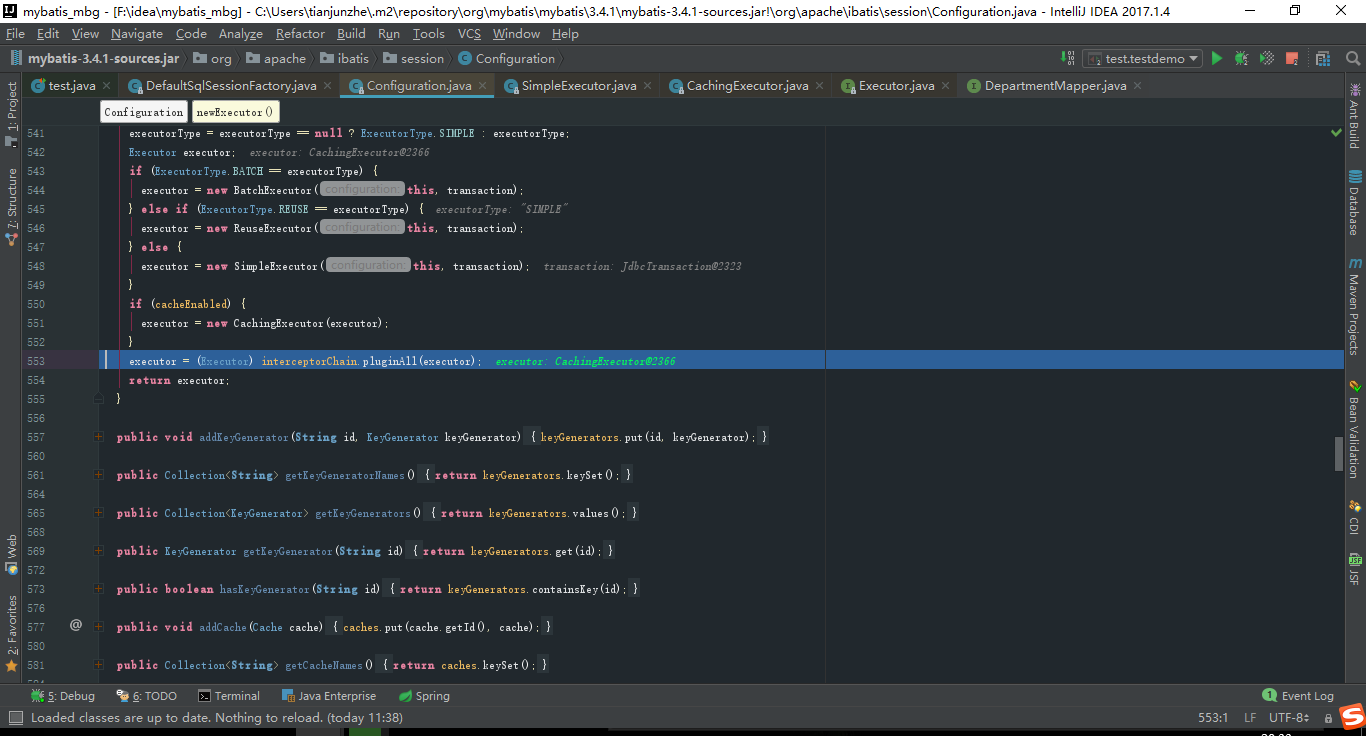 mybatis_mbg - [F:\idea\mybatis_mbg] - C:\Users\tianjunzhe\.m2\repository\org\mybatis\mybatis\3.4.1\mybatis-3.4.1-sources.jar!\org\apache\ibatis\session\Configuration.java - IntelliJ IDEA 2017.1.4
File Edit View Navigate Code Analyze Refactor Build Run Tools VCS Window Help
mybatis-3.4.1-sources.jar org apache ibatis session Configuration test.testdemo
test.java DefaultSqlSessionFactory.java Configuration.java SimpleExecutor.java CachingExecutor.java Executor.java DepartmentMapper.java
Configuration newExecutor()
541 executorType = executorType == null ? ExecutorType.SIMPLE : executorType;
542 Executor executor; executor: CachingExecutor@2366
543 if (ExecutorType.BATCH == executorType) {
544 executor = new BatchExecutor( configuration: this, transaction);
545 } else if (ExecutorType.REUSE == executorType) { executorType: "SIMPLE"
546 executor = new ReuseExecutor( configuration: this, transaction);
547 } else {
548 executor = new SimpleExecutor( configuration: this, transaction); transaction: JdbcTransaction@2323
549 }
550 if (cacheEnabled) {
551 executor = new CachingExecutor(executor);
552 }
553 executor = (Executor) interceptorChain.pluginAll(executor); executor: CachingExecutor@2366
554 return executor;
555 }
556
557 public void addKeyGenerator(String id, KeyGenerator keyGenerator) { keyGenerators.put(id, keyGenerator); }
560
561 public Collection<String> getKeyGeneratorNames() { return keyGenerators.keySet(); }
564
565 public Collection<KeyGenerator> getKeyGenerators() { return keyGenerators.values(); }
568
569 public KeyGenerator getKeyGenerator(String id) { return keyGenerators.get(id); }
572
573 public boolean hasKeyGenerator(String id) { return keyGenerators.containsKey(id); }
576
577 @ public void addCache(Cache cache) { caches.put(cache.getId(), cache); }
580
581 public Collection<String> getCacheNames() { return caches.keySet(); }
1: Project
7: Structure
Web
2: Favorites
Ant Build
Database
Maven Projects
Bean Validation
CDI
JSF
5: Debug 6: TODO Terminal Java Enterprise Spring 1 Event Log
Loaded classes are up to date. Nothing to reload. (today 11:38) 553:1 LF UTF-8